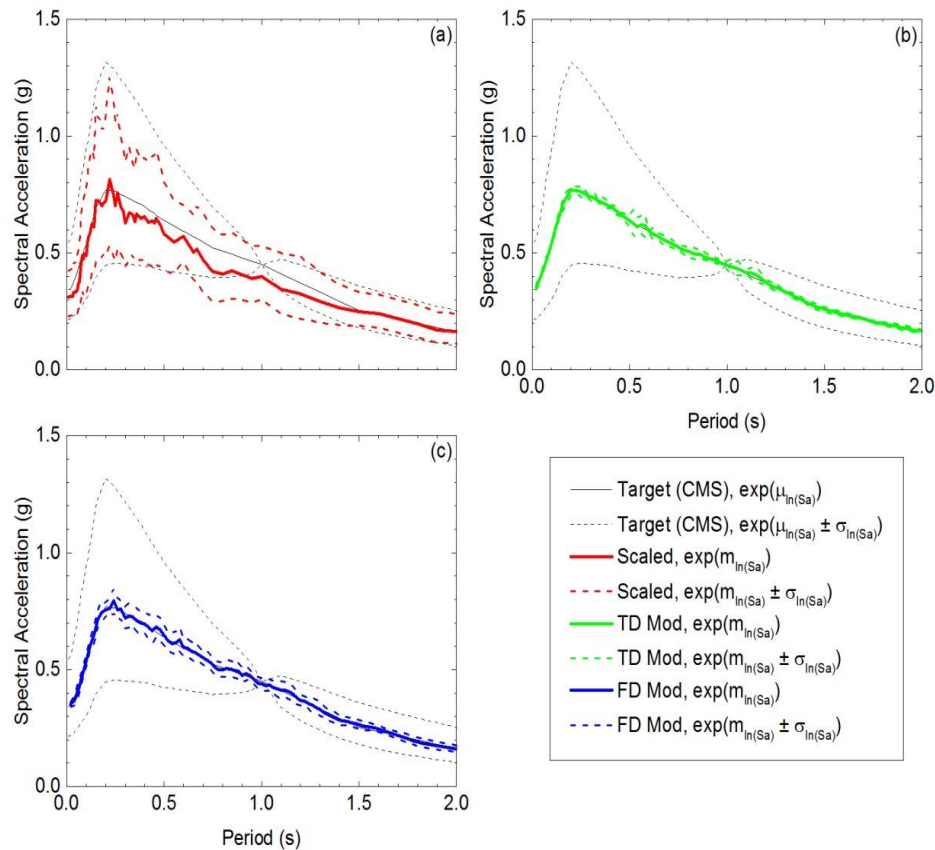 (a)
1.5
1.0
0.5
0.0
Spectral Acceleration (g)
(b)
1.5
1.0
0.5
0.0
Spectral Acceleration (g)
0.0 0.5 1.0 1.5 2.0
Period (s)
(c)
1.5
1.0
0.5
0.0
Spectral Acceleration (g)
0.0 0.5 1.0 1.5 2.0
Period (s)
Target (CMS), exp(μln(Sa))
Target (CMS), exp(μln(Sa) ± σln(Sa))
Scaled, exp(mln(Sa))
Scaled, exp(mln(Sa) ± σln(Sa))
TD Mod, exp(mln(Sa))
TD Mod, exp(mln(Sa) ± σln(Sa))
FD Mod, exp(mln(Sa))
FD Mod, exp(mln(Sa) ± σln(Sa))